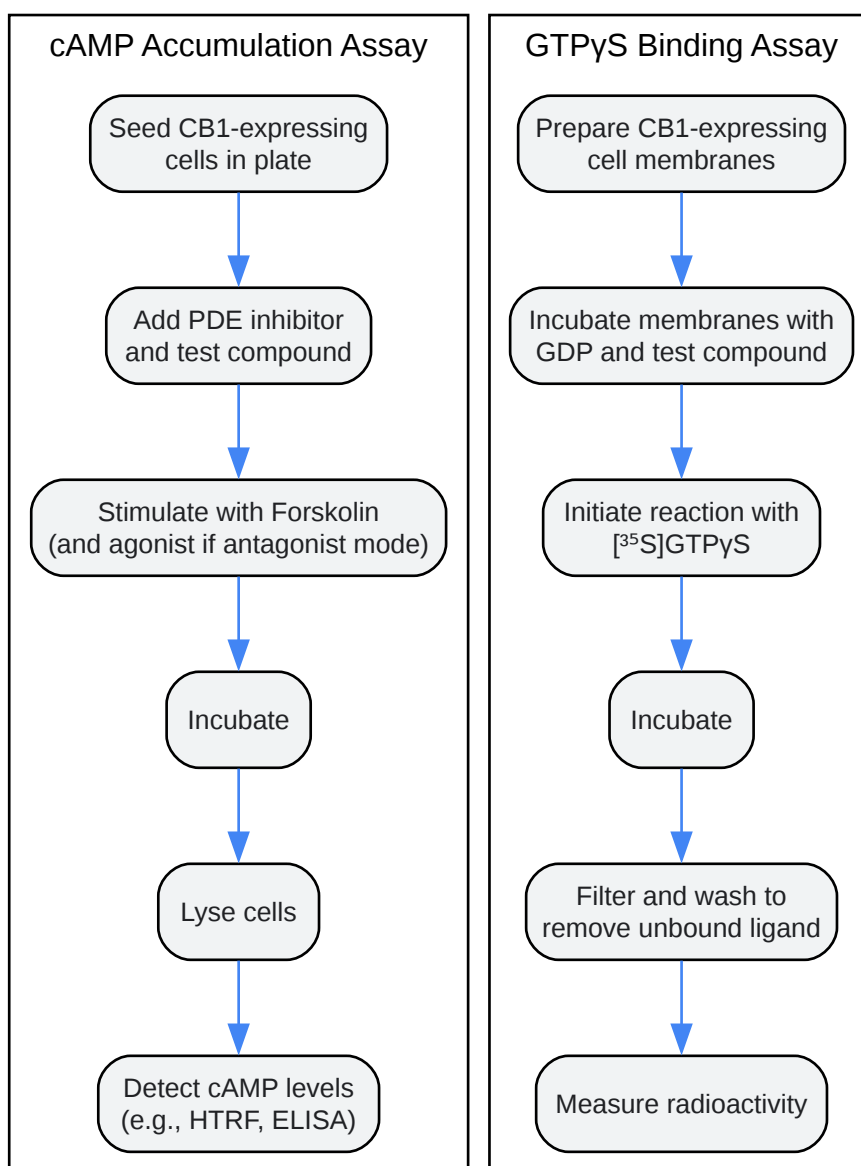 cAMP Accumulation Assay
Seed CB1-expressing
cells in plate
Add PDE inhibitor
and test compound
Stimulate with Forskolin
(and agonist if antagonist mode)
Incubate
Lyse cells
Detect cAMP levels
(e.g., HTRF, ELISA)
GTPγS Binding Assay
Prepare CB1-expressing
cell membranes
Incubate membranes with
GDP and test compound
Initiate reaction with
[³⁵S]GTPγS
Incubate
Filter and wash to
remove unbound ligand
Measure radioactivity